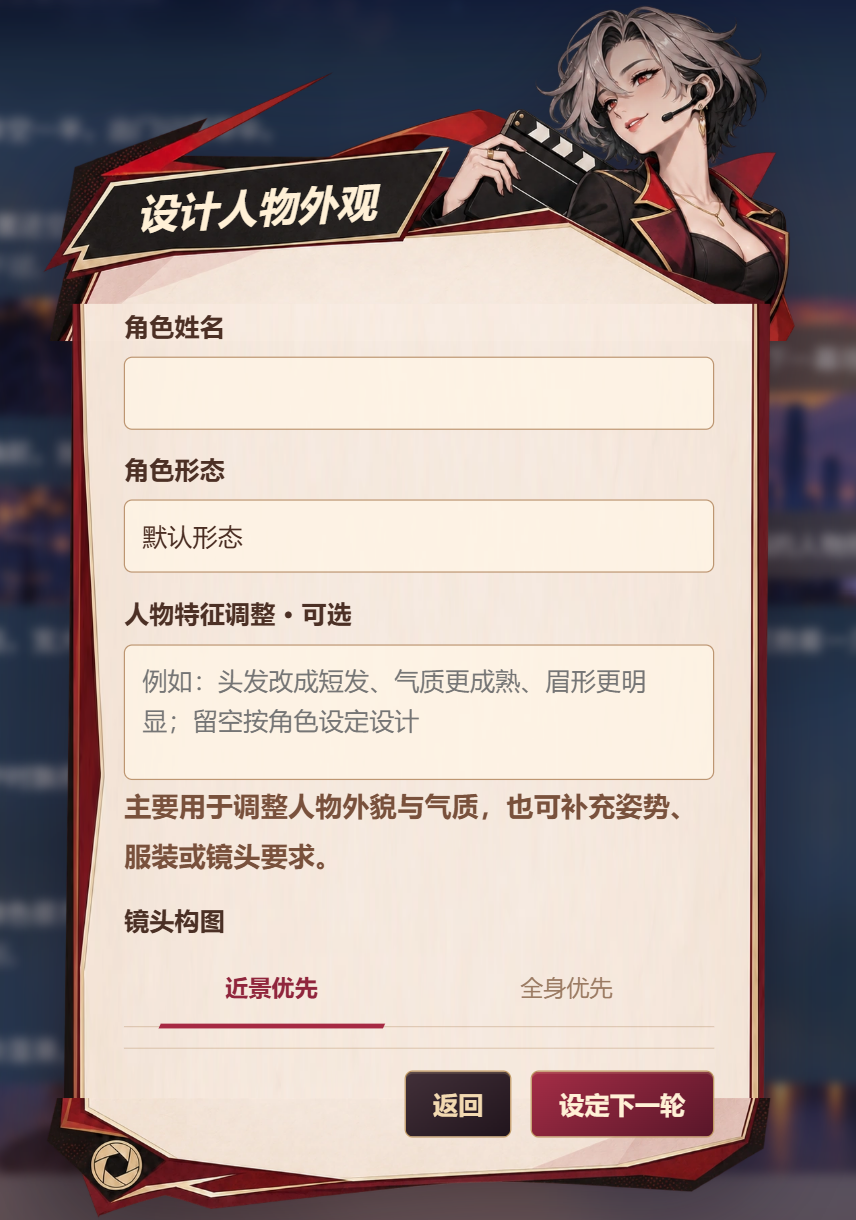 设计人物外观
角色姓名
角色形态
默认形态
人物特征调整·可选
例如：头发改成短发、气质更成熟、眉形更明
显；留空按角色设定设计
主要用于调整人物外貌与气质，也可补充姿势、
服装或镜头要求。
镜头构图
近景优先
全身优先
返回
设定下一轮